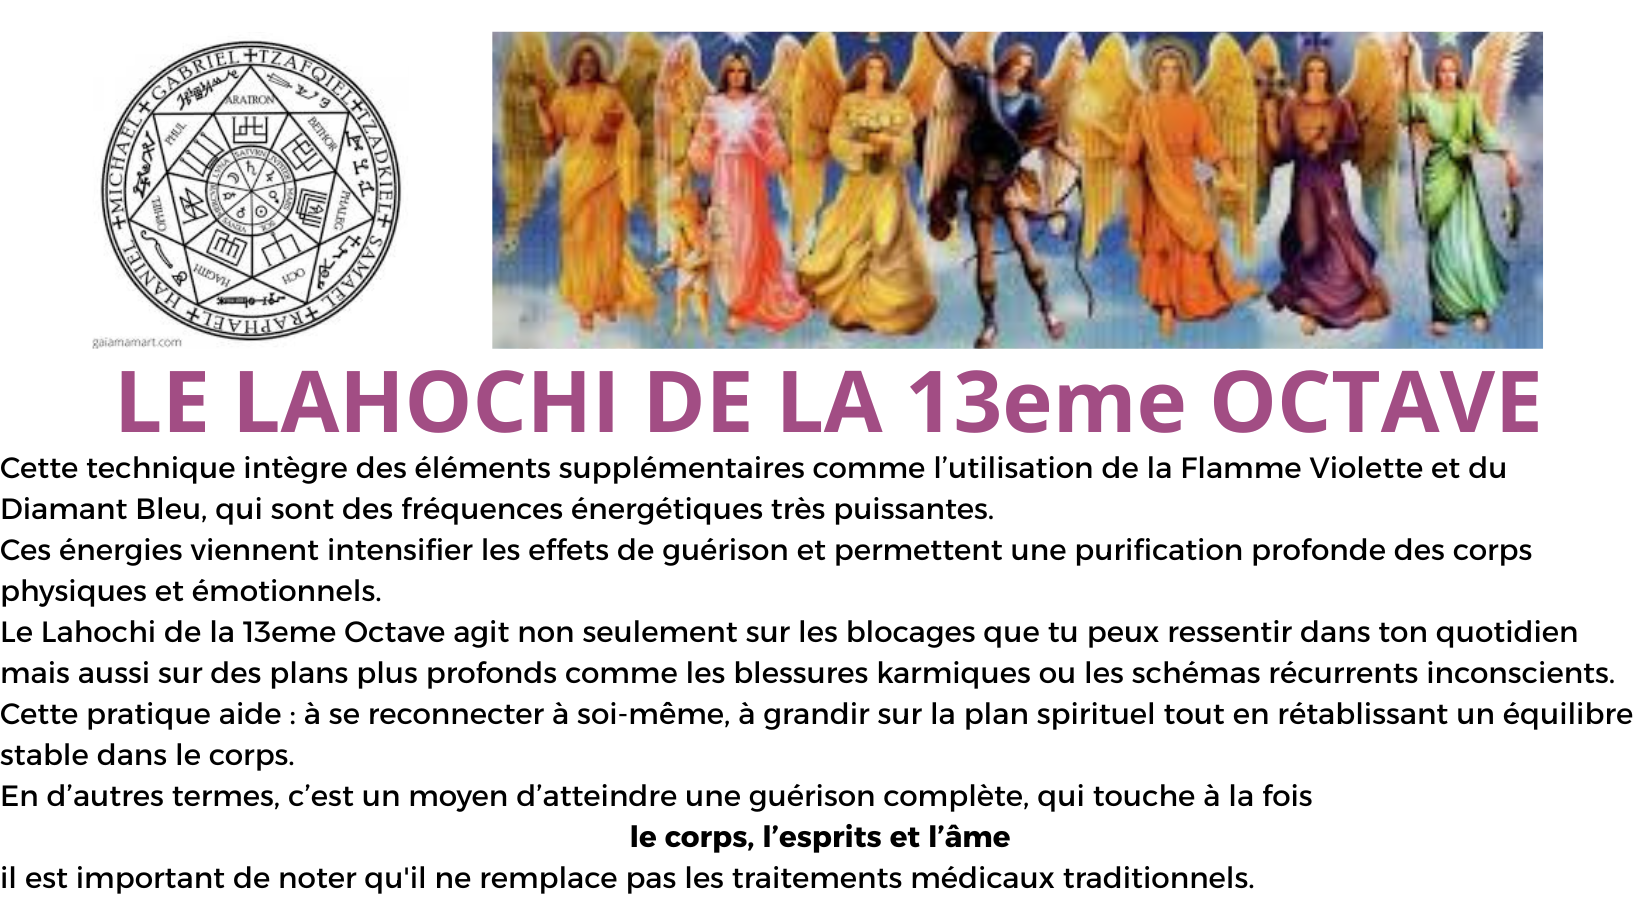 MICHAEL GABRIEL TZAFQIEL TZADKIEL SAMAEL RAPHAEL HANIEL
ARATRON
BETHOR
PHALEG
OCH
HAGITH
OPHIEL
PHUL
gaiamamart.com
LE LAHOCHI DE LA 13eme OCTAVE
Cette technique intègre des éléments supplémentaires comme l’utilisation de la Flamme Violette et du
Diamant Bleu, qui sont des fréquences énergétiques très puissantes.
Ces énergies viennent intensifier les effets de guérison et permettent une purification profonde des corps
physiques et émotionnels.
Le Lahochi de la 13eme Octave agit non seulement sur les blocages que tu peux ressentir dans ton quotidien
mais aussi sur des plans plus profonds comme les blessures karmiques ou les schémas récurrents inconscients.
Cette pratique aide : à se reconnecter à soi-même, à grandir sur la plan spirituel tout en rétablissant un équilibre
stable dans le corps.
En d’autres termes, c’est un moyen d’atteindre une guérison complète, qui touche à la fois
le corps, l’esprits et l’âme
il est important de noter qu'il ne remplace pas les traitements médicaux traditionnels.